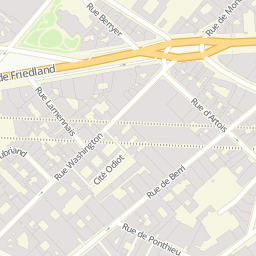 Rue Berryer
Rue de Mon
de Friedland
Rue Lamennais
Rue d'Artois
Rue Washington
ubriand
Cité Odiot
Rue de Berri
Rue de Ponthieu